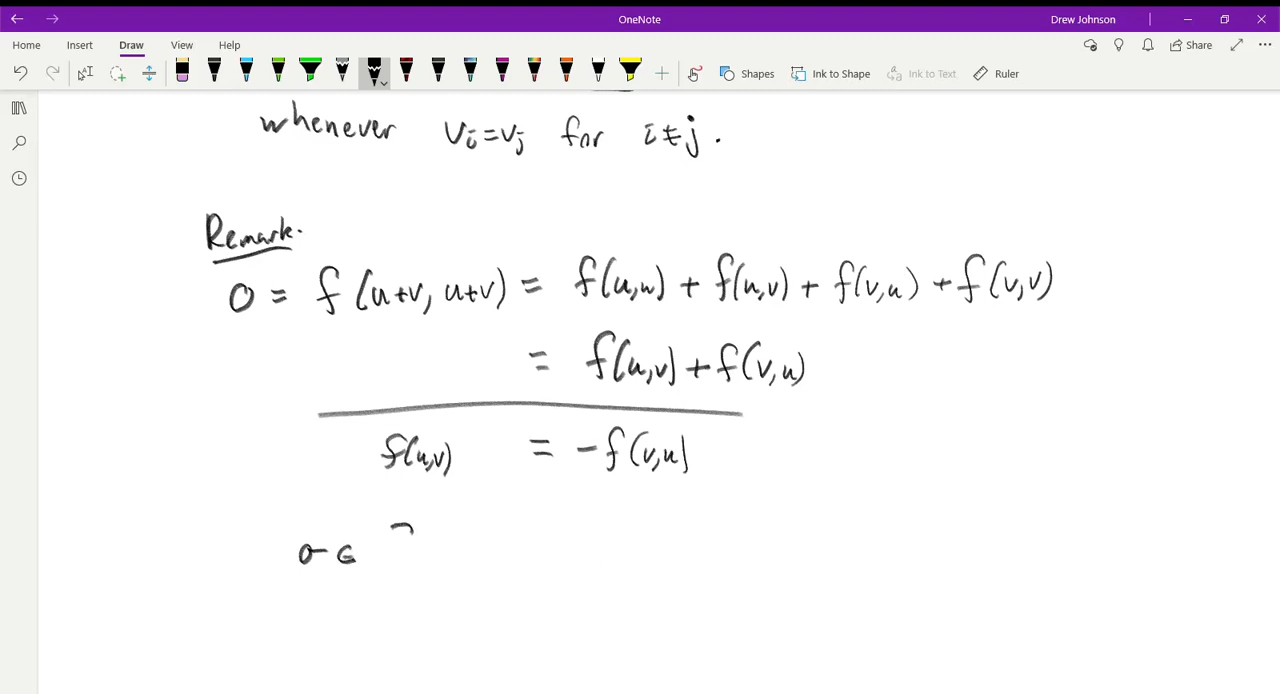 OneNote
Drew Johnson
Home Insert Draw View Help
Share
Shapes Ink to Shape Ink to Text Ruler
whenever vi=vj for i≠j.
Remark.
0 = f(u+v, u+v) = f(u,u) + f(u,v) + f(v,u) + f(v,v)
= f(u,v) + f(v,u)
f(u,v) = -f(v,u)
σ ∈